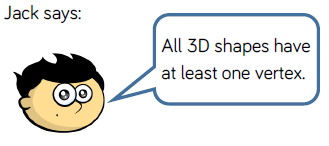 Jack says:
All 3D shapes have
at least one vertex.